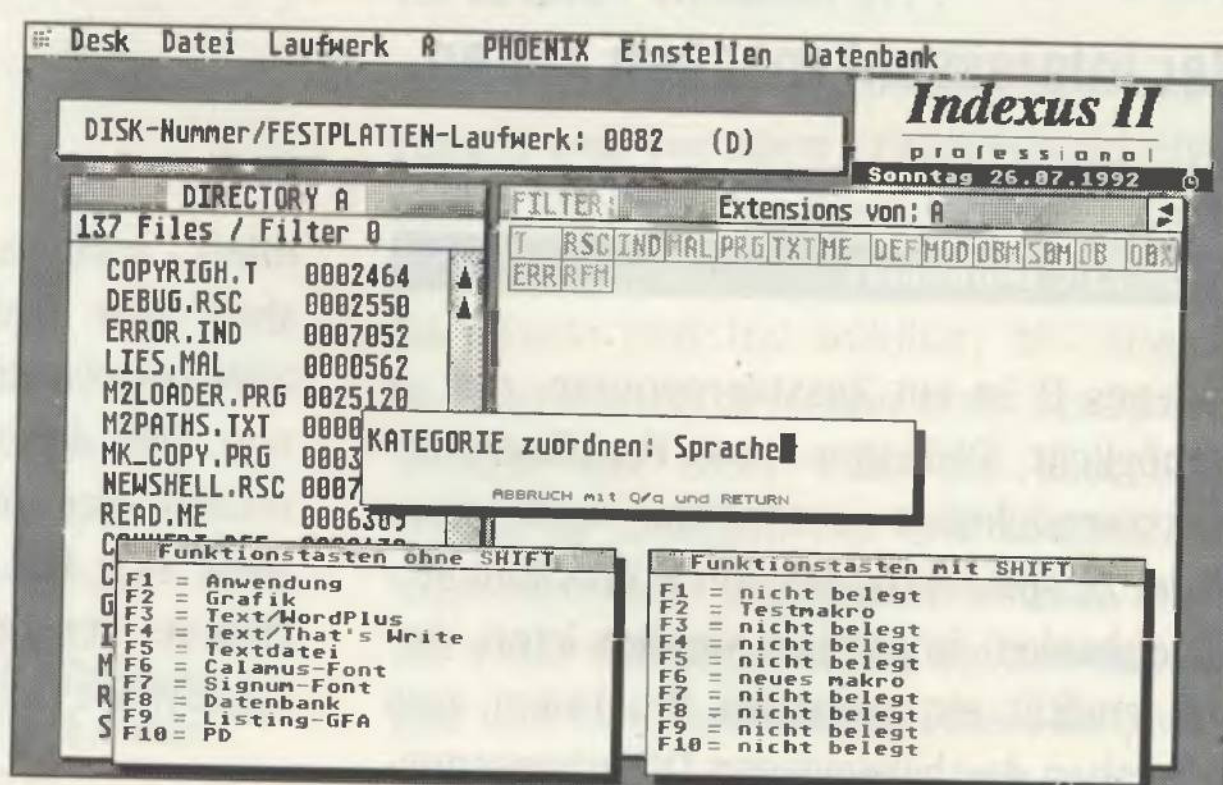 Desk Datei Laufwerk A PHOENIX Einstellen Datenbank
Indexus II
professional
Sonntag 26.07.1992
DISK-Nummer/FESTPLATTEN-Laufwerk: 0082 (D)
DIRECTORY A
137 Files / Filter 0
COPYRIGH.T 0002464
DEBUG.RSC 0002550
ERROR.IND 0007052
LIES.MAL 0000562
M2LOADER.PRG 0025120
M2PATHS.TXT 0000
MK_COPY.PRG 0003
NEWSHELL.RSC 0007
READ.ME 0006309
C
G
I
M
R
S
FILTER: Extensions von: A
T RSC IND MAL PRG TXT ME DEF MOD OBM SBM OB OBX
ERR RFM
KATEGORIE zuordnen: Sprache
ABBRUCH mit Q/q und RETURN
Funktionstasten ohne SHIFT
F1 = Anwendung
F2 = Grafik
F3 = Text/WordPlus
F4 = Text/That's Write
F5 = Textdatei
F6 = Calamus-Font
F7 = Signum-Font
F8 = Datenbank
F9 = Listing-GFA
F10= PD
Funktionstasten mit SHIFT
F1 = nicht belegt
F2 = Testmakro
F3 = nicht belegt
F4 = nicht belegt
F5 = nicht belegt
F6 = neues makro
F7 = nicht belegt
F8 = nicht belegt
F9 = nicht belegt
F10= nicht belegt